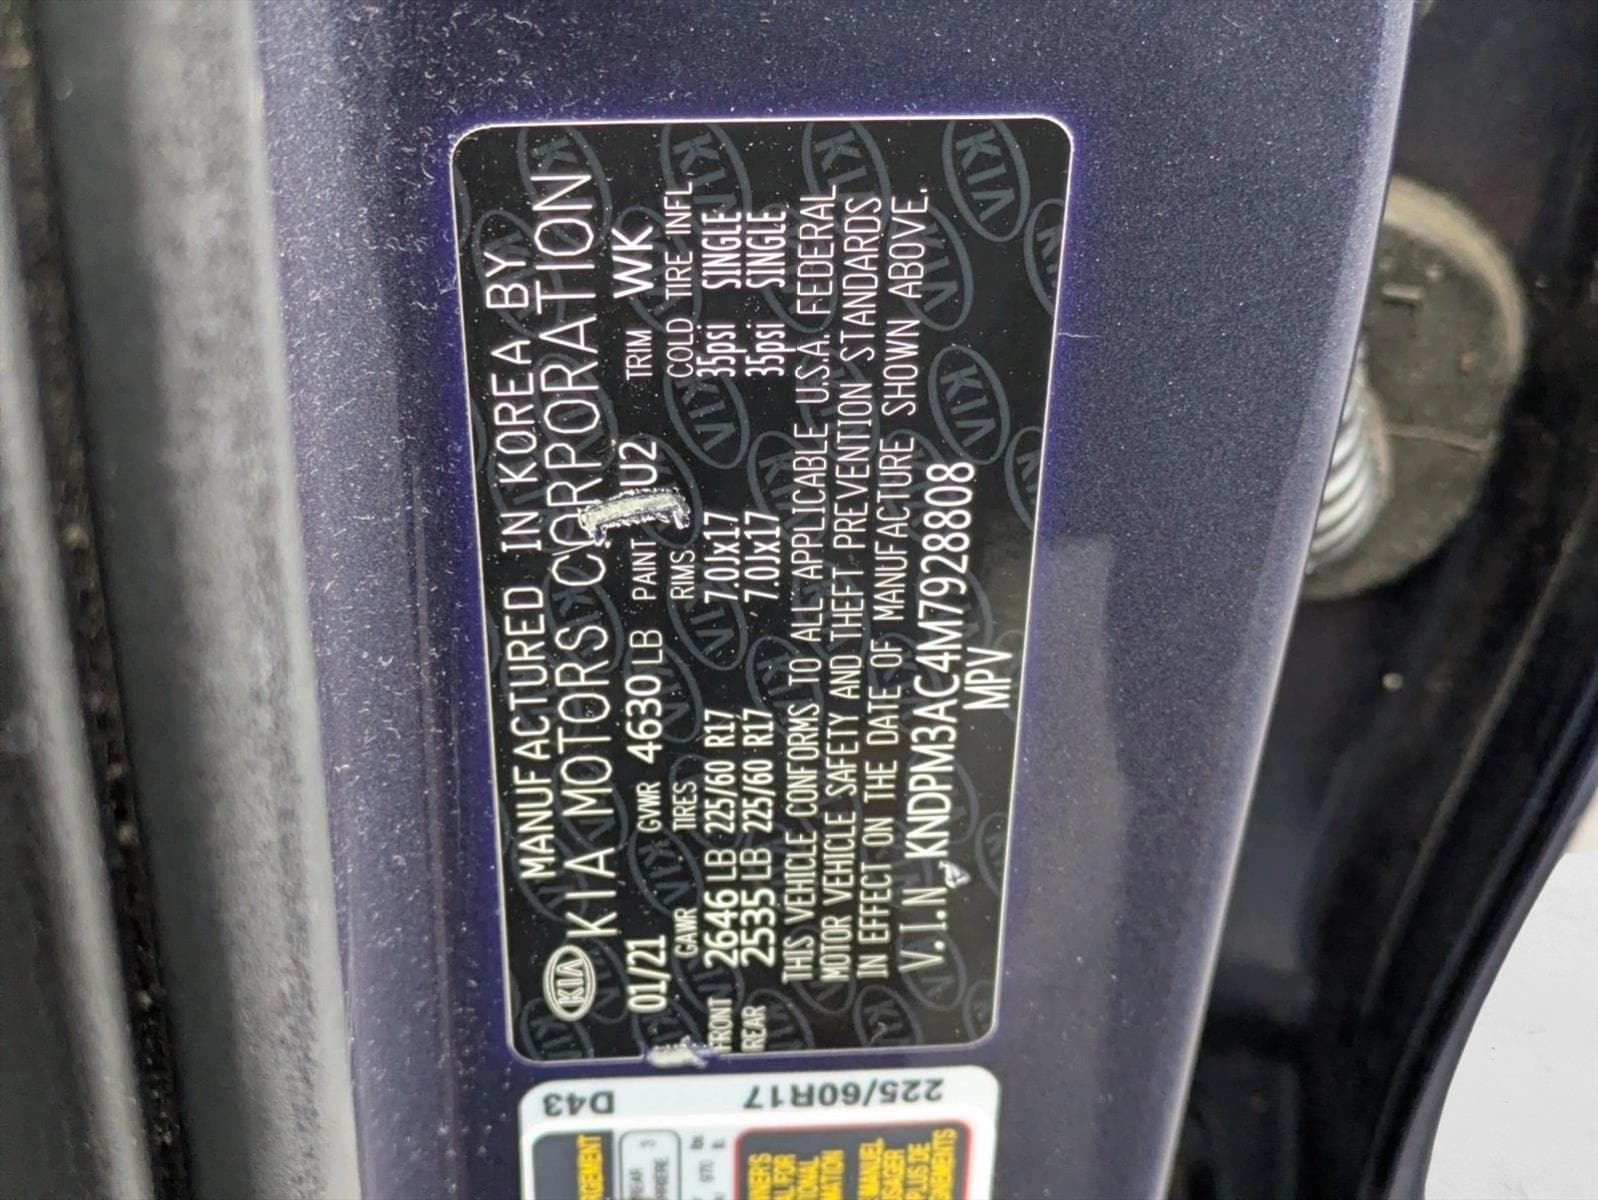 MANUFACTURED IN KOREA BY
KIA KIA MOTORS CORPORATION
01/21 GVWR 4630 LB PAINT UU2 TRIM WK
GAWR TIRES RIMS COLD TIRE INFL
FRONT 2646 LB 225/60 R17 7.0Jx17 35psi SINGLE
REAR 2535 LB 225/60 R17 7.0Jx17 35psi SINGLE
THIS VEHICLE CONFORMS TO ALL APPLICABLE U.S.A. FEDERAL
MOTOR VEHICLE SAFETY AND THEFT PREVENTION STANDARDS
IN EFFECT ON THE DATE OF MANUFACTURE SHOWN ABOVE.
V.I.N KNDPM3AC4M7928808
MPV
D43
225/60R17